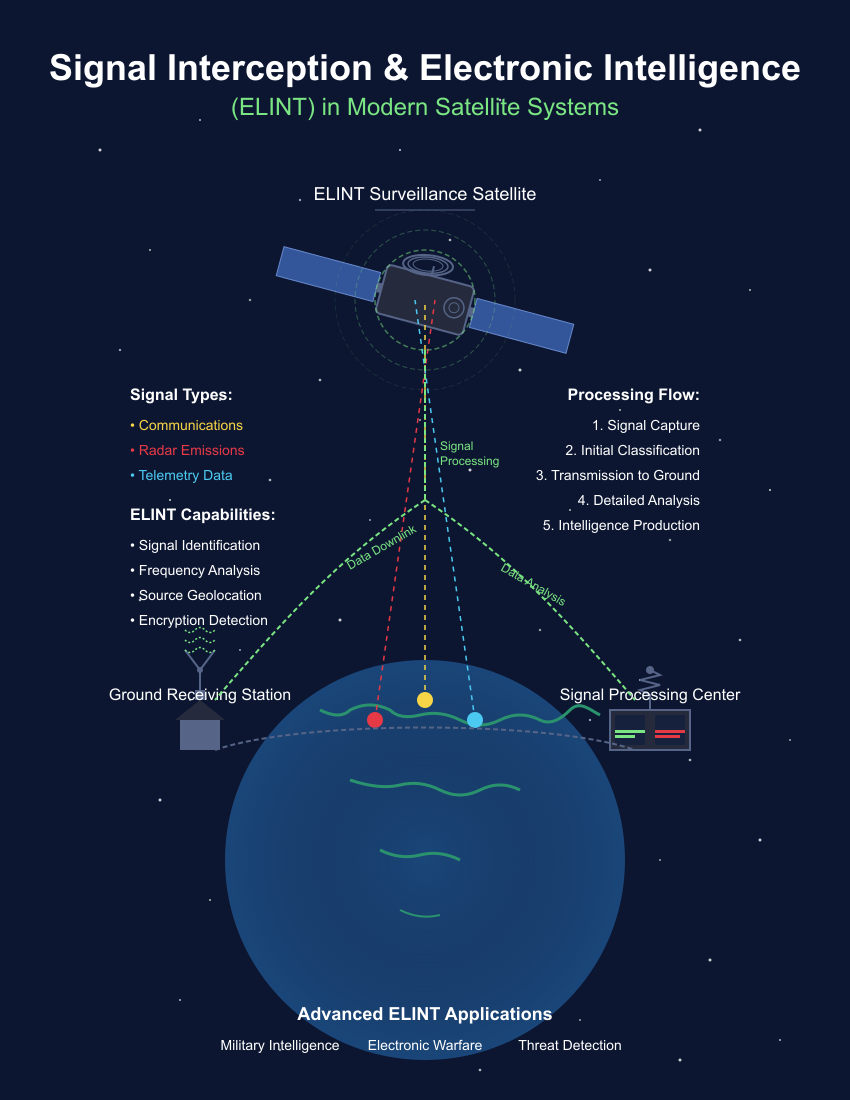 Signal Interception & Electronic Intelligence
(ELINT) in Modern Satellite Systems
ELINT Surveillance Satellite
Signal Types:
• Communications
• Radar Emissions
• Telemetry Data
ELINT Capabilities:
• Signal Identification
• Frequency Analysis
• Source Geolocation
• Encryption Detection
Processing Flow:
1. Signal Capture
2. Initial Classification
3. Transmission to Ground
4. Detailed Analysis
5. Intelligence Production
Signal
Processing
Data Downlink
Data Analysis
Ground Receiving Station
Signal Processing Center
Advanced ELINT Applications
Military Intelligence Electronic Warfare Threat Detection